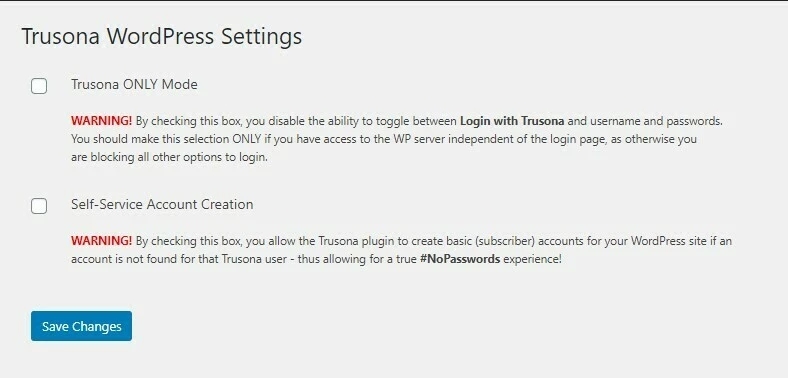 Trusona WordPress Settings
Trusona ONLY Mode
WARNING! By checking this box, you disable the ability to toggle between Login with Trusona and username and passwords.
You should make this selection ONLY if you have access to the WP server independent of the login page, as otherwise you
are blocking all other options to login.
Self-Service Account Creation
WARNING! By checking this box, you allow the Trusona plugin to create basic (subscriber) accounts for your WordPress site if an
account is not found for that Trusona user - thus allowing for a true #NoPasswords experience!
Save Changes